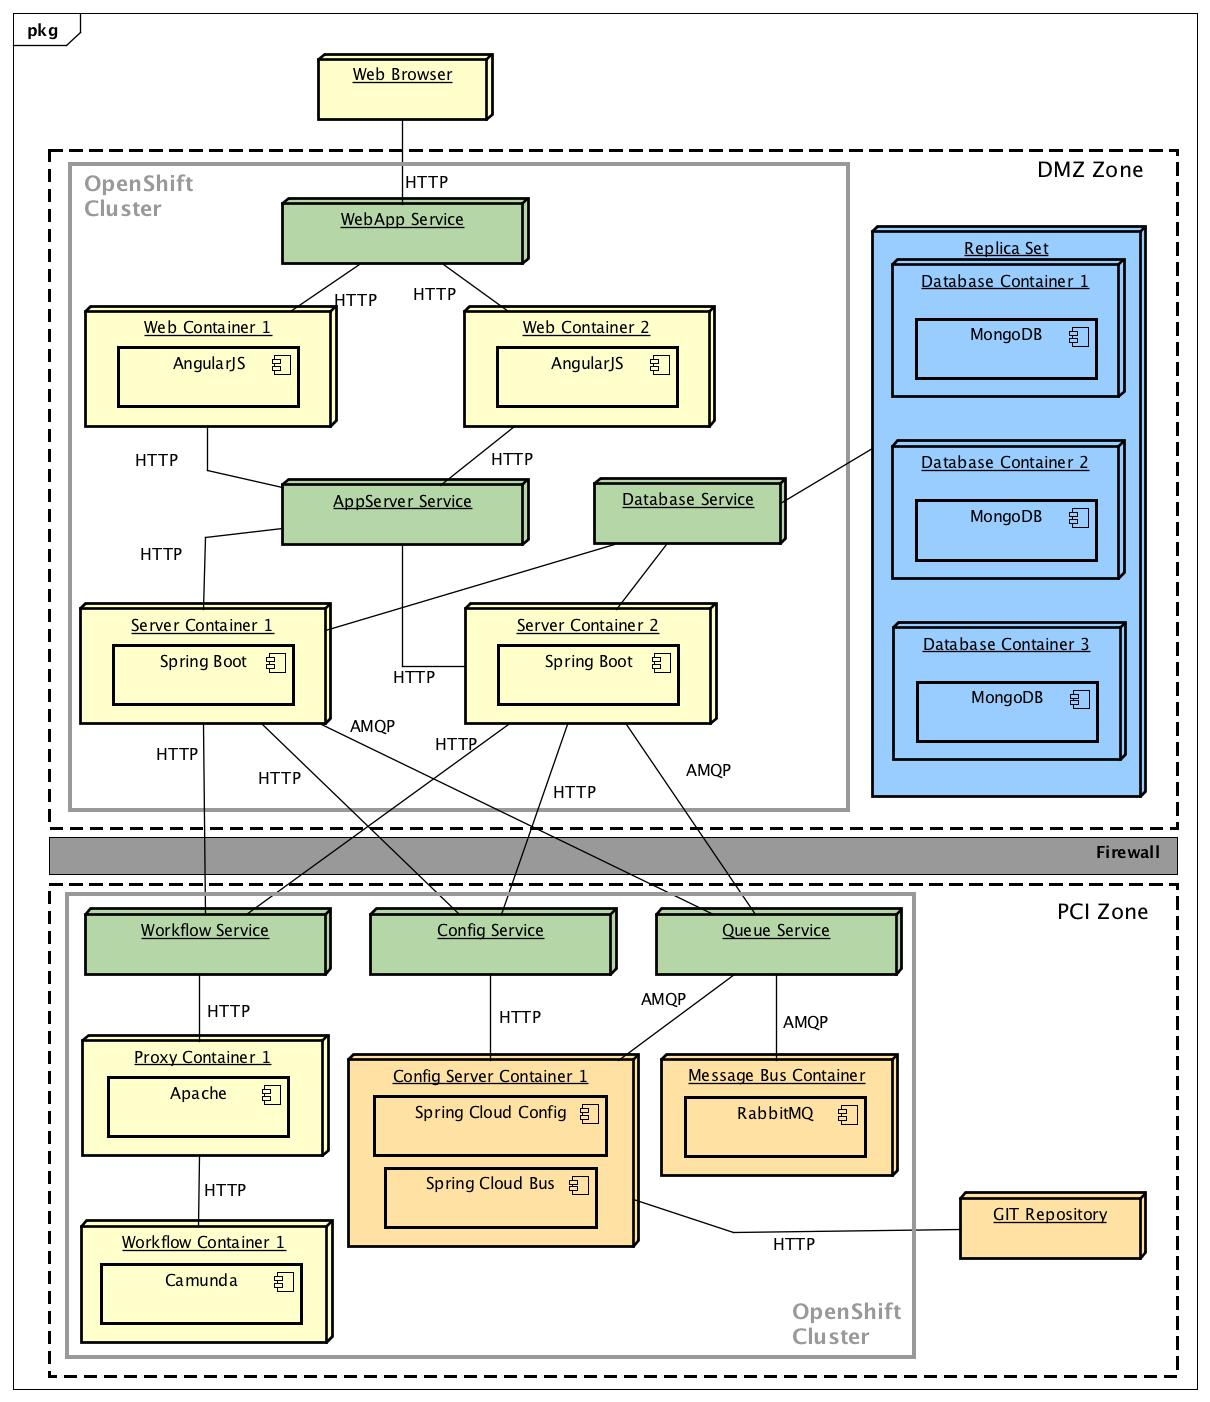 pkg
Web Browser
HTTP
DMZ Zone
OpenShift
Cluster
WebApp Service
HTTP
HTTP
Replica Set
Database Container 1
MongoDB
Web Container 1
AngularJS
Web Container 2
AngularJS
HTTP
HTTP
Database Container 2
MongoDB
AppServer Service
Database Service
HTTP
Server Container 1
Spring Boot
Server Container 2
Spring Boot
HTTP
Database Container 3
MongoDB
HTTP
HTTP
AMQP
HTTP
HTTP
AMQP
Firewall
PCI Zone
Workflow Service
Config Service
Queue Service
HTTP
HTTP
AMQP
AMQP
Proxy Container 1
Apache
Config Server Container 1
Spring Cloud Config
Spring Cloud Bus
Message Bus Container
RabbitMQ
HTTP
GIT Repository
HTTP
Workflow Container 1
Camunda
OpenShift
Cluster